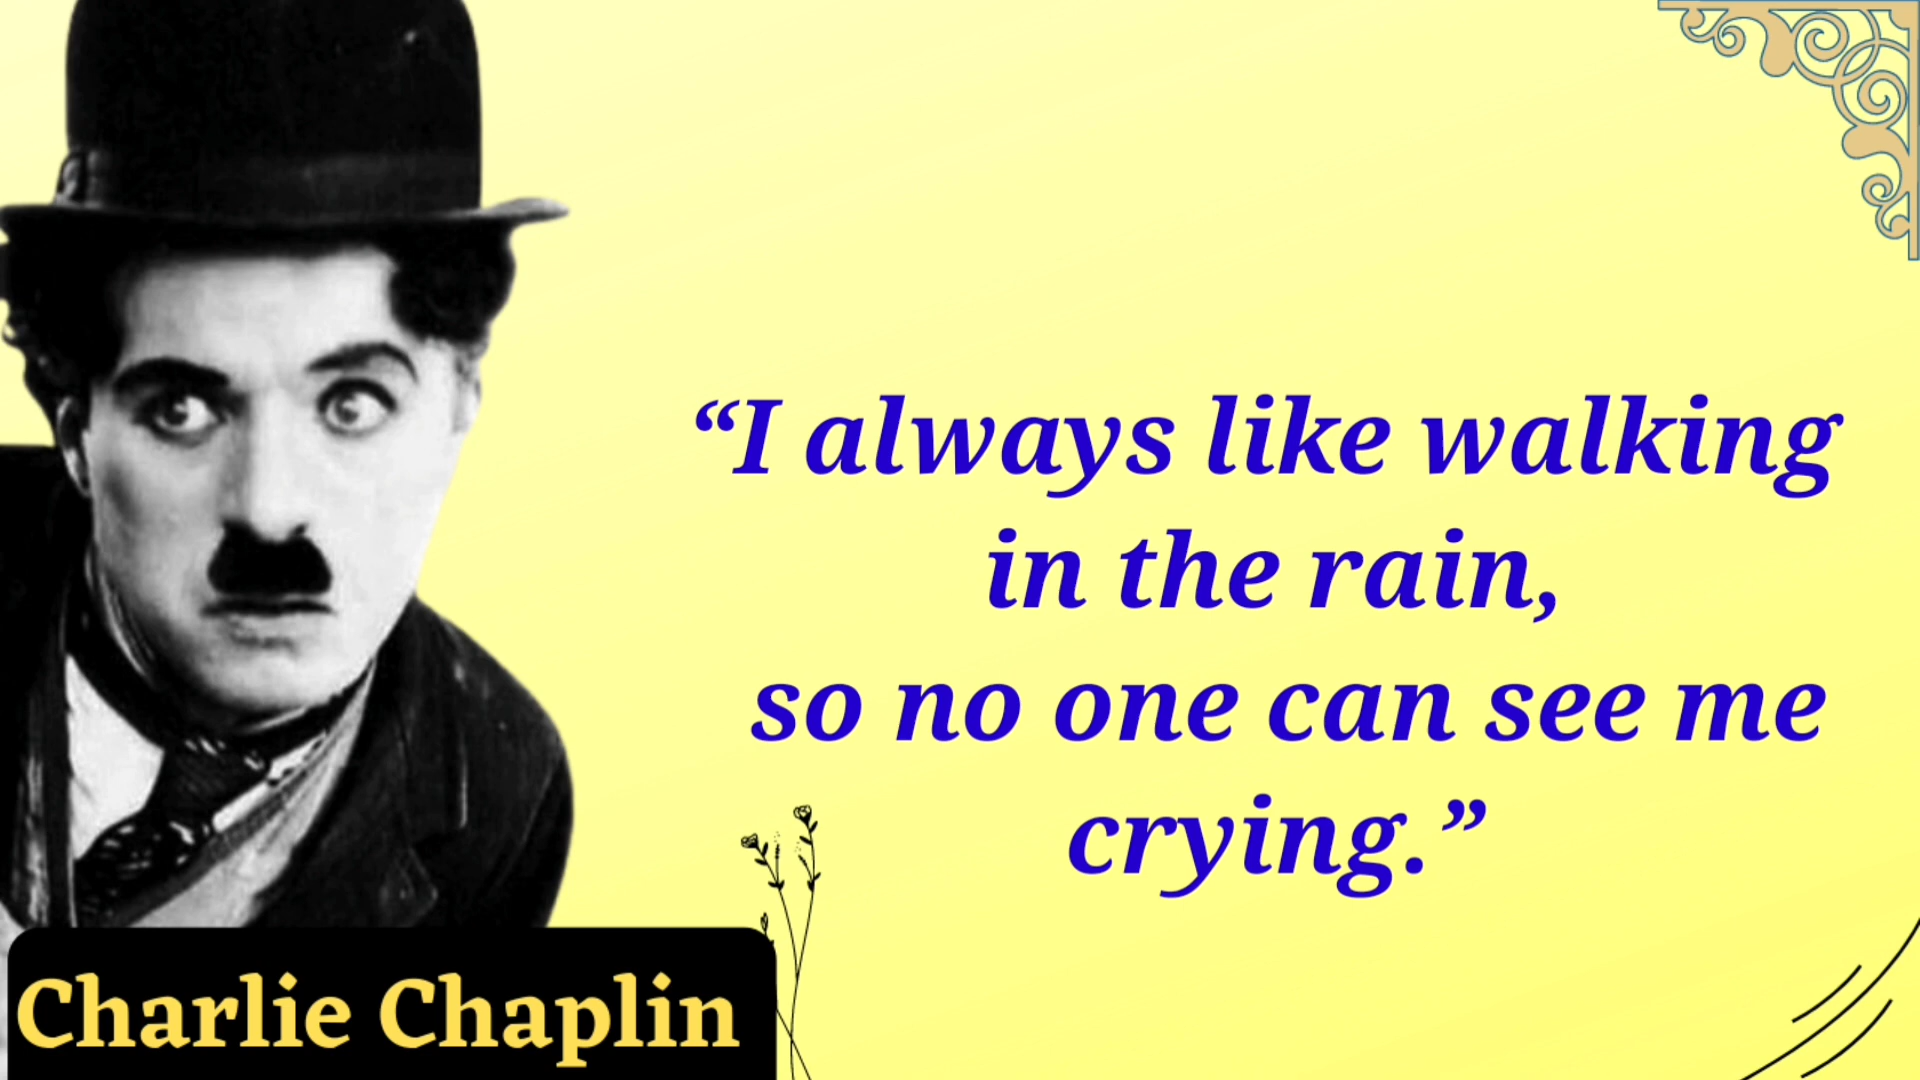 “I always like walking
in the rain,
so no one can see me
crying.”
Charlie Chaplin